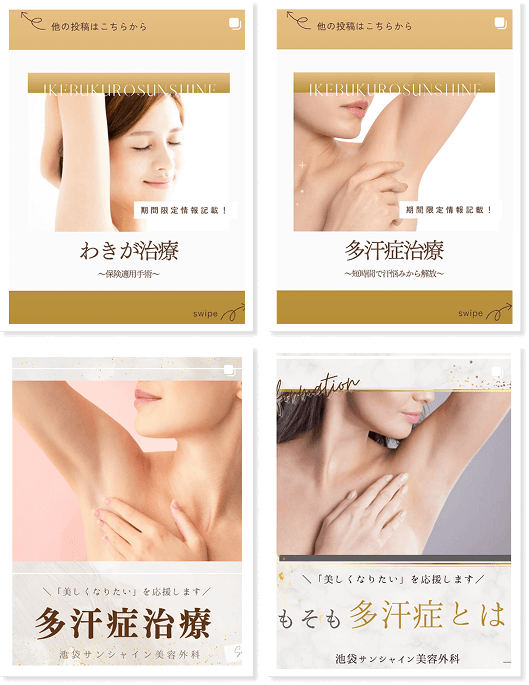 他の投稿はこちらから
IKEBUKUROSUNSHINE
期間限定情報記載!
わきが治療
~保険適用手術~
swipe
他の投稿はこちらから
IKEBUKUROSUNSHINE
期間限定情報記載!
多汗症治療
~短時間で汗悩みから解放~
swipe
\「美しくなりたい」を応援します/
多汗症治療
池袋サンシャイン美容外科
formation
\「美しくなりたい」を応援します/
もそも 多汗症とは
池袋サンシャイン美容外科